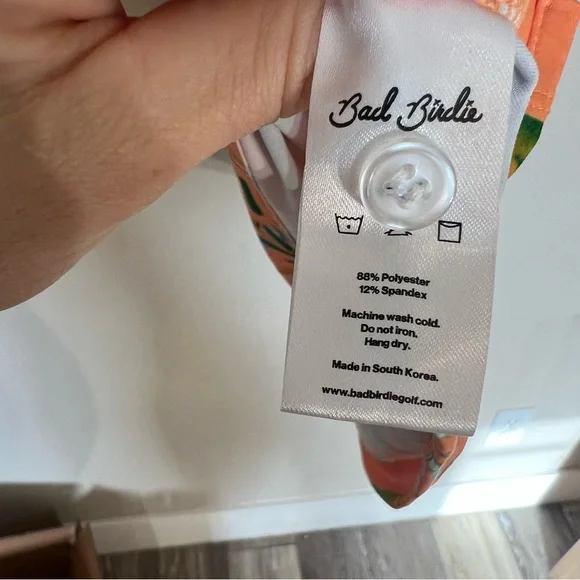 Bad Birdie
88% Polyester
12% Spandex
Machine wash cold.
Do not iron.
Hang dry.
Made in South Korea.
www.badbirdiegolf.com